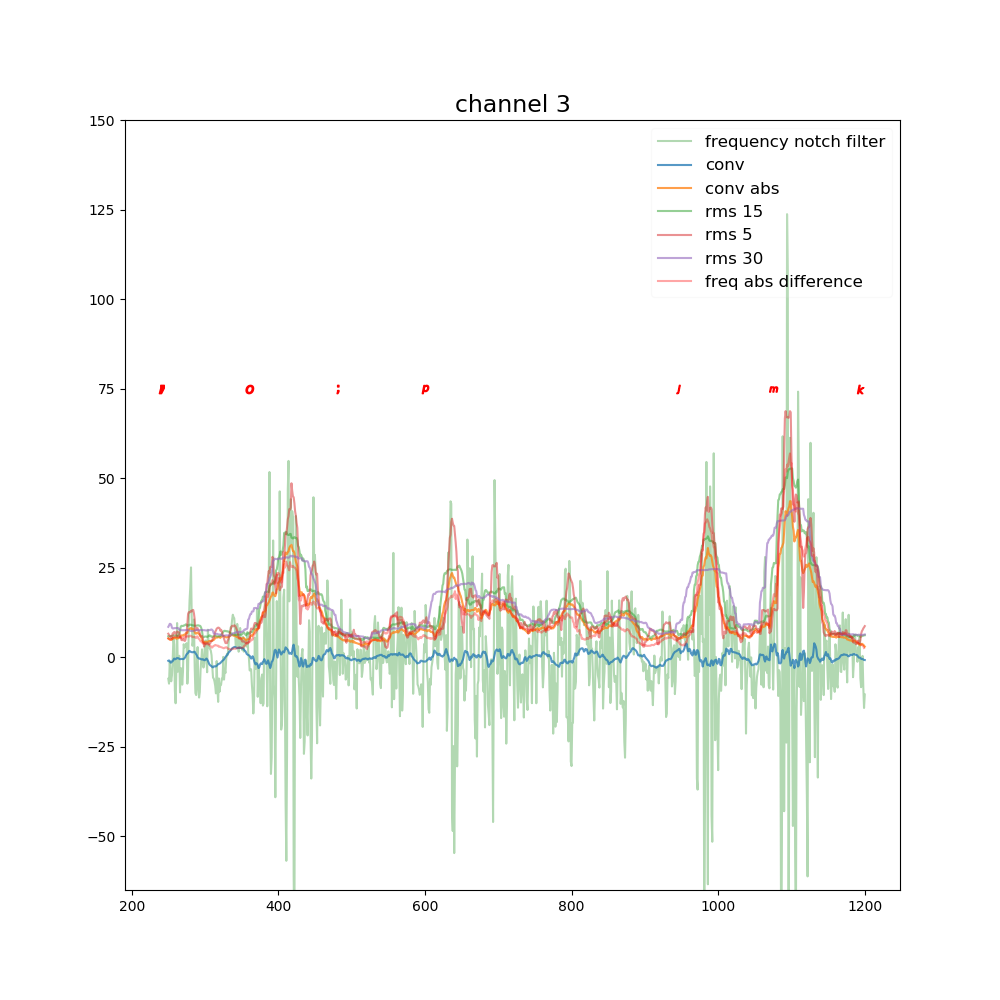 channel 3
150
125
100
75
50
25
0
−25
−50
200
400
600
800
1000
1200
frequency notch filter
conv
conv abs
rms 15
rms 5
rms 30
freq abs difference
o
;
p
j
m
k